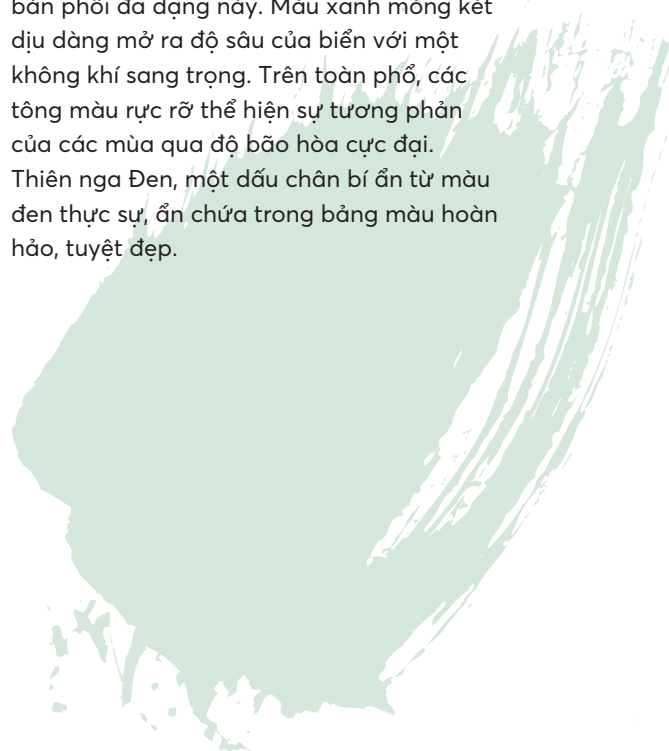 bản phối đa dạng này. Màu xanh mòng két
dịu dàng mở ra độ sâu của biển với một
không khí sang trọng. Trên toàn phổ, các
tông màu rực rỡ thể hiện sự tương phản
của các mùa qua độ bão hòa cực đại.
Thiên nga Đen, một dấu chân bí ẩn từ màu
đen thực sự, ẩn chứa trong bảng màu hoàn
hảo, tuyệt đẹp.